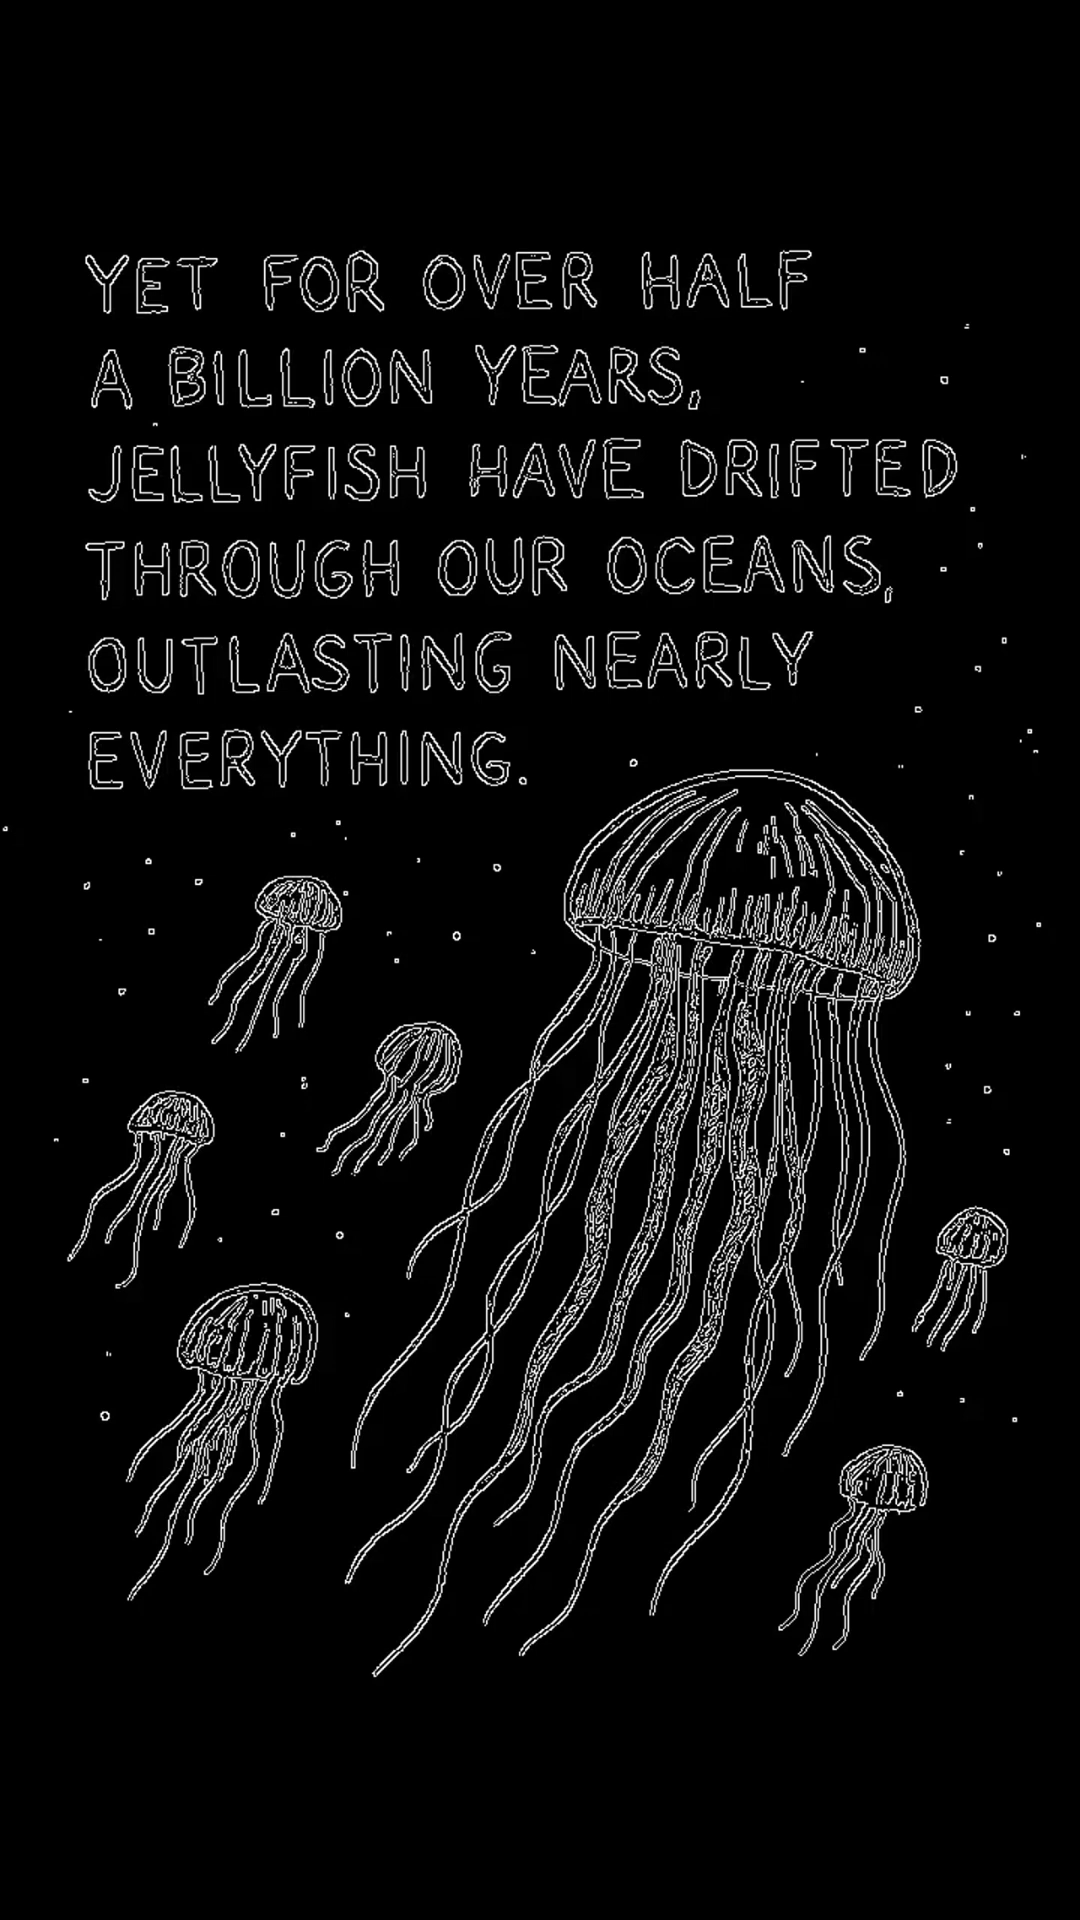 YET FOR OVER HALF
A BILLION YEARS,
JELLYFISH HAVE DRIFTED
THROUGH OUR OCEANS,
OUTLASTING NEARLY
EVERYTHING.